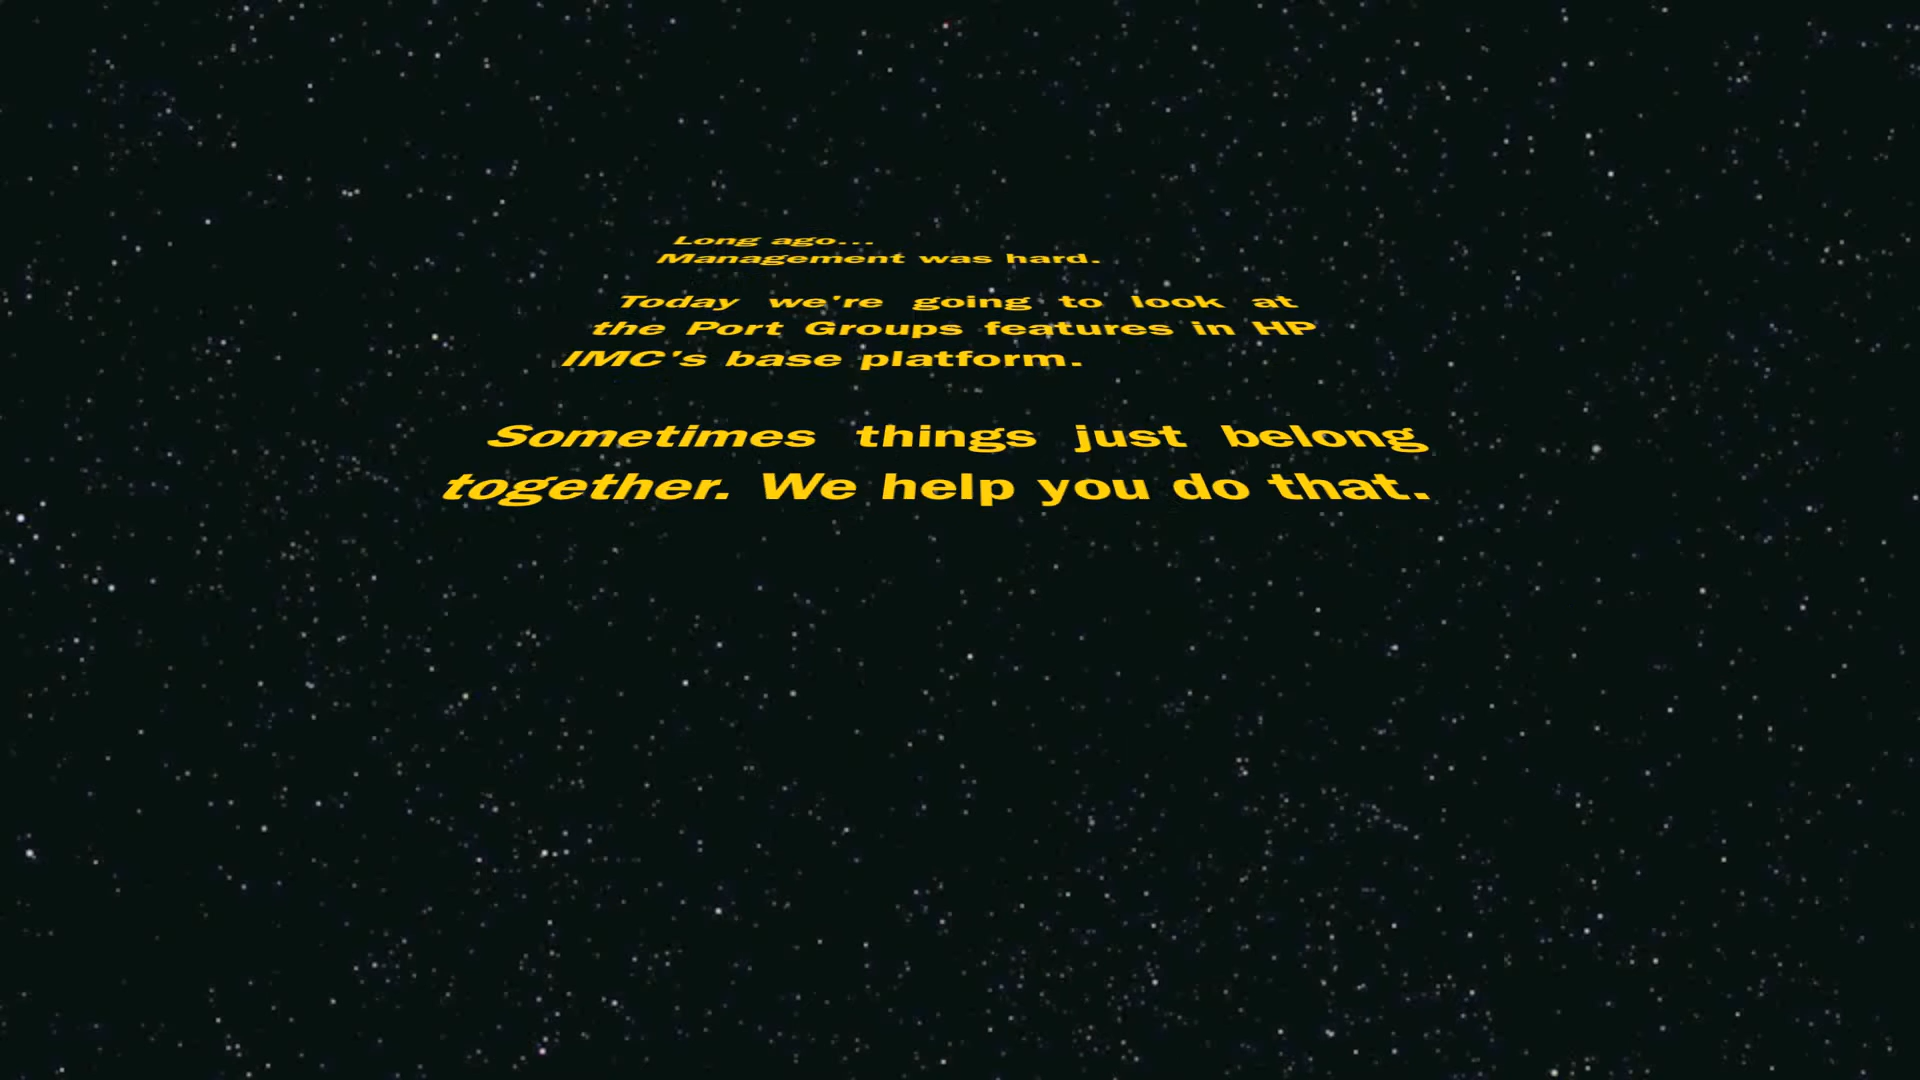 Long ago...
Management was hard.
Today we're going to look at
the Port Groups features in HP
IMC's base platform.
Sometimes things just belong
together. We help you do that.